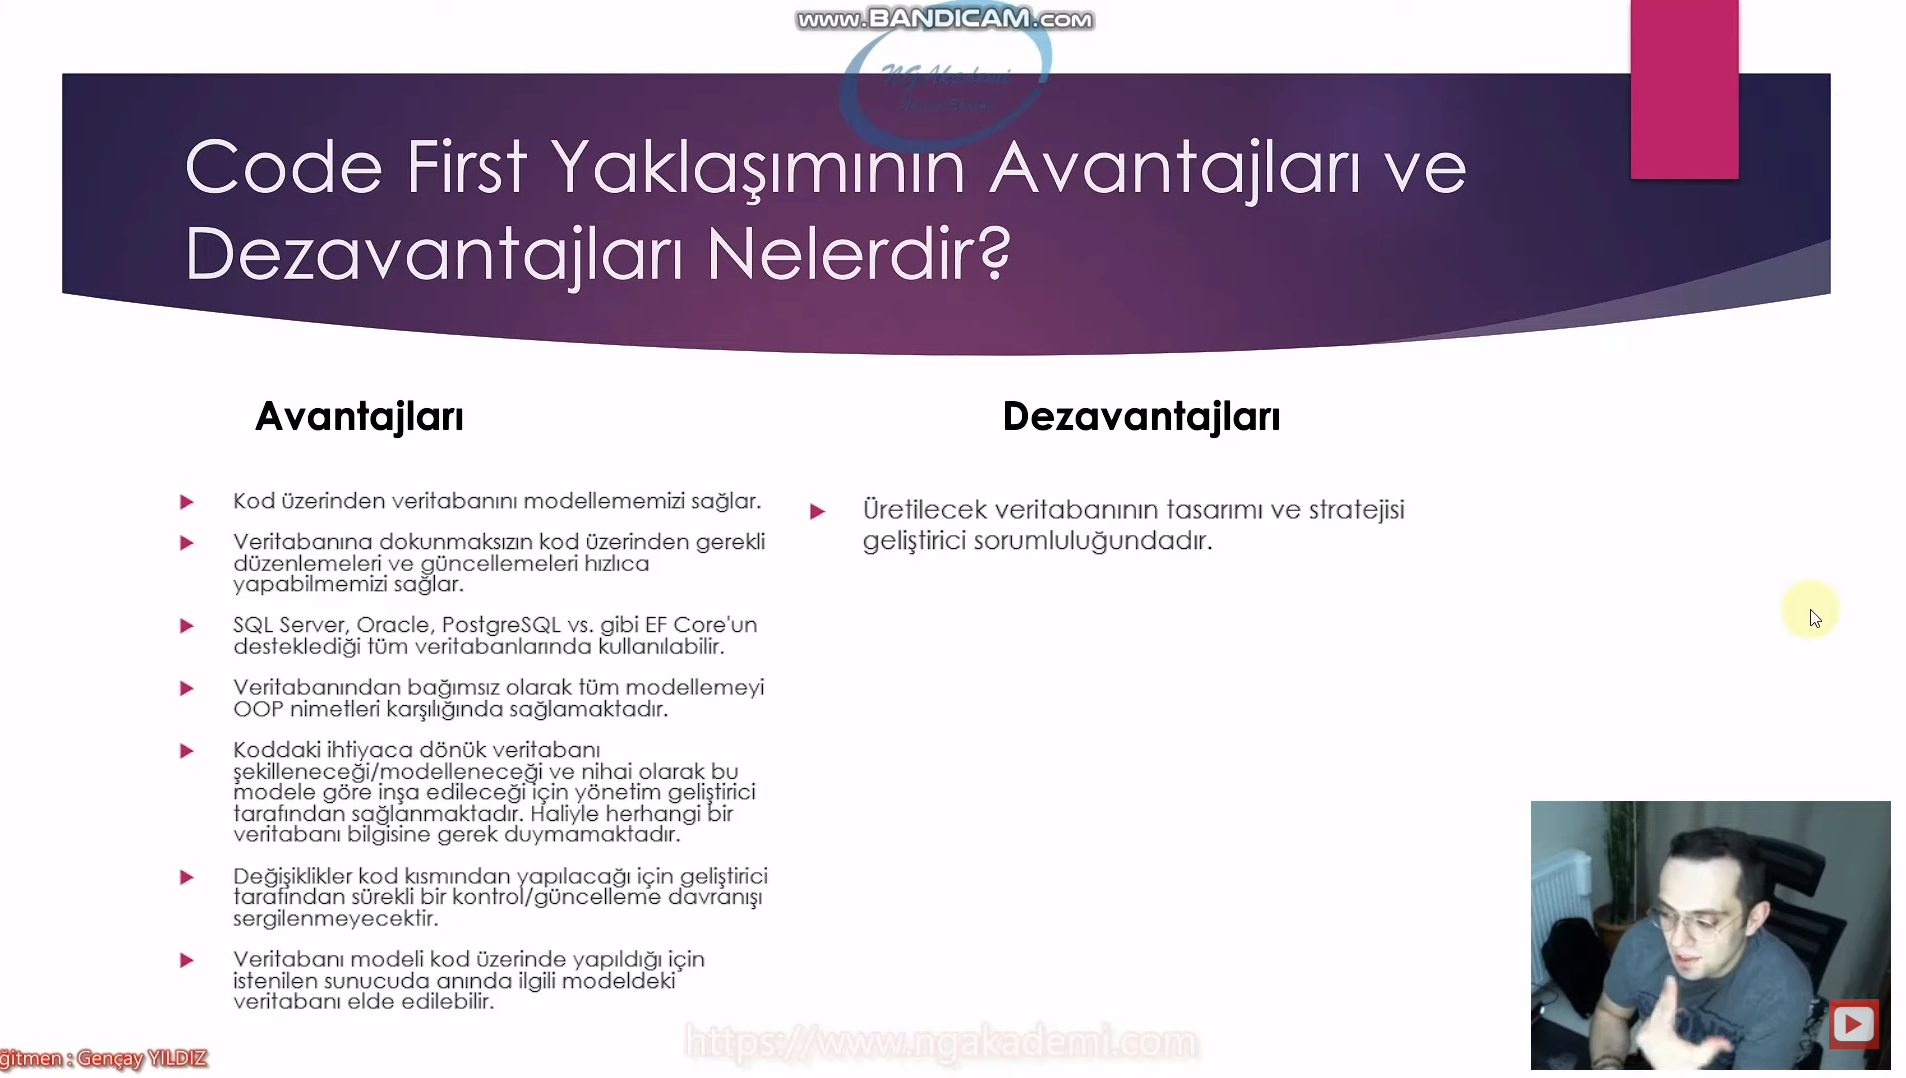 www.BANDICAM.com
NG Akademi
Code First Yaklaşımının Avantajları ve
Dezavantajları Nelerdir?
Avantajları
Kod üzerinden veritabanını modellememizi sağlar.
Veritabanına dokunmaksızın kod üzerinden gerekli
düzenlemeleri ve güncellemeleri hızlıca
yapabilmemizi sağlar.
SQL Server, Oracle, PostgreSQL vs. gibi EF Core'un
desteklediği tüm veritabanlarında kullanılabilir.
Veritabanından bağımsız olarak tüm modellemeyi
OOP nimetleri karşılığında sağlamaktadır.
Koddaki ihtiyaca dönük veritabanı
şekilleneceği/modelleneceği ve nihai olarak bu
modele göre inşa edileceği için yönetim geliştirici
tarafından sağlanmaktadır. Haliyle herhangi bir
veritabanı bilgisine gerek duymamaktadır.
Değişiklikler kod kısmından yapılacağı için geliştirici
tarafından sürekli bir kontrol/güncelleme davranışı
sergilenmeyecektir.
Veritabanı modeli kod üzerinde yapıldığı için
istenilen sunucuda anında ilgili modeldeki
veritabanı elde edilebilir.
Dezavantajları
Üretilecek veritabanının tasarımı ve stratejisi
geliştirici sorumluluğundadır.
https://www.ngakademi.com
ğitmen : Gençay YILDIZ